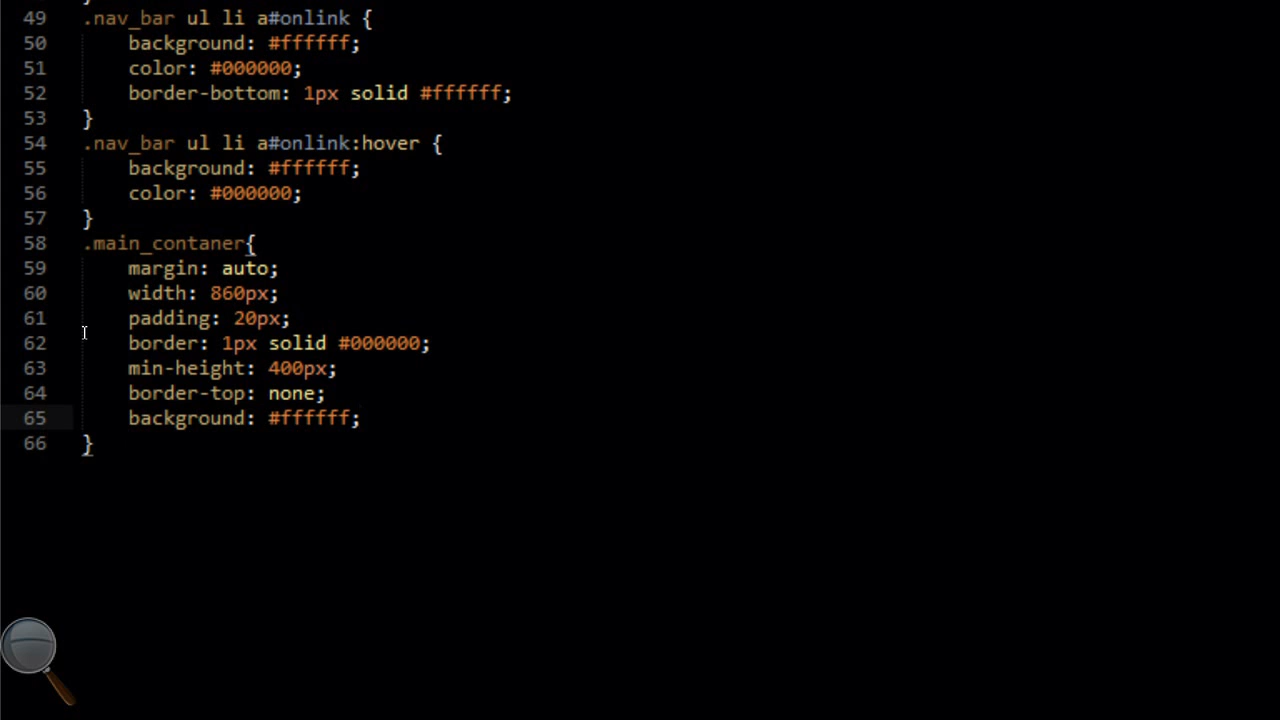 49 .nav_bar ul li a#onlink {
50 background: #ffffff;
51 color: #000000;
52 border-bottom: 1px solid #ffffff;
53 }
54 .nav_bar ul li a#onlink:hover {
55 background: #ffffff;
56 color: #000000;
57 }
58 .main_contaner{
59 margin: auto;
60 width: 860px;
61 padding: 20px;
62 border: 1px solid #000000;
63 min-height: 400px;
64 border-top: none;
65 background: #ffffff;
66 }